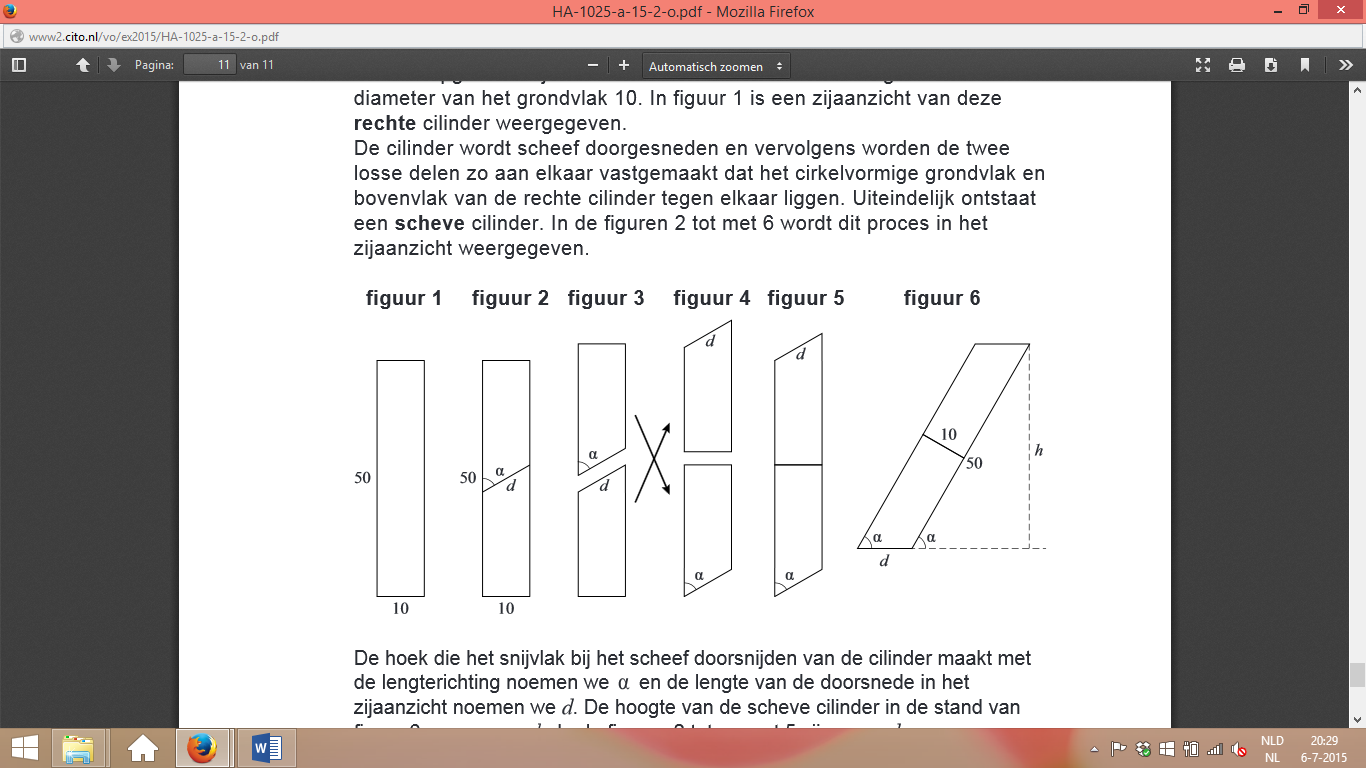 HA-1025-a-15-2-o.pdf - Mozilla Firefox
www2.cito.nl/vo/ex2015/HA-1025-a-15-2-o.pdf
Pagina: 11 van 11
Automatisch zoomen
diameter van het grondvlak 10. In figuur 1 is een zijaanzicht van deze
rechte cilinder weergegeven.
De cilinder wordt scheef doorgesneden en vervolgens worden de twee
losse delen zo aan elkaar vastgemaakt dat het cirkelvormige grondvlak en
bovenvlak van de rechte cilinder tegen elkaar liggen. Uiteindelijk ontstaat
een scheve cilinder. In de figuren 2 tot met 6 wordt dit proces in het
zijaanzicht weergegeven.
figuur 1 figuur 2 figuur 3 figuur 4 figuur 5 figuur 6
50
10
50
α
d
10
α
d
d
α
d
α
10
50
h
α
α
d
De hoek die het snijvlak bij het scheef doorsnijden van de cilinder maakt met
de lengterichting noemen we α en de lengte van de doorsnede in het
zijaanzicht noemen we d. De hoogte van de scheve cilinder in de stand van
NLD
NL
20:29
6-7-2015